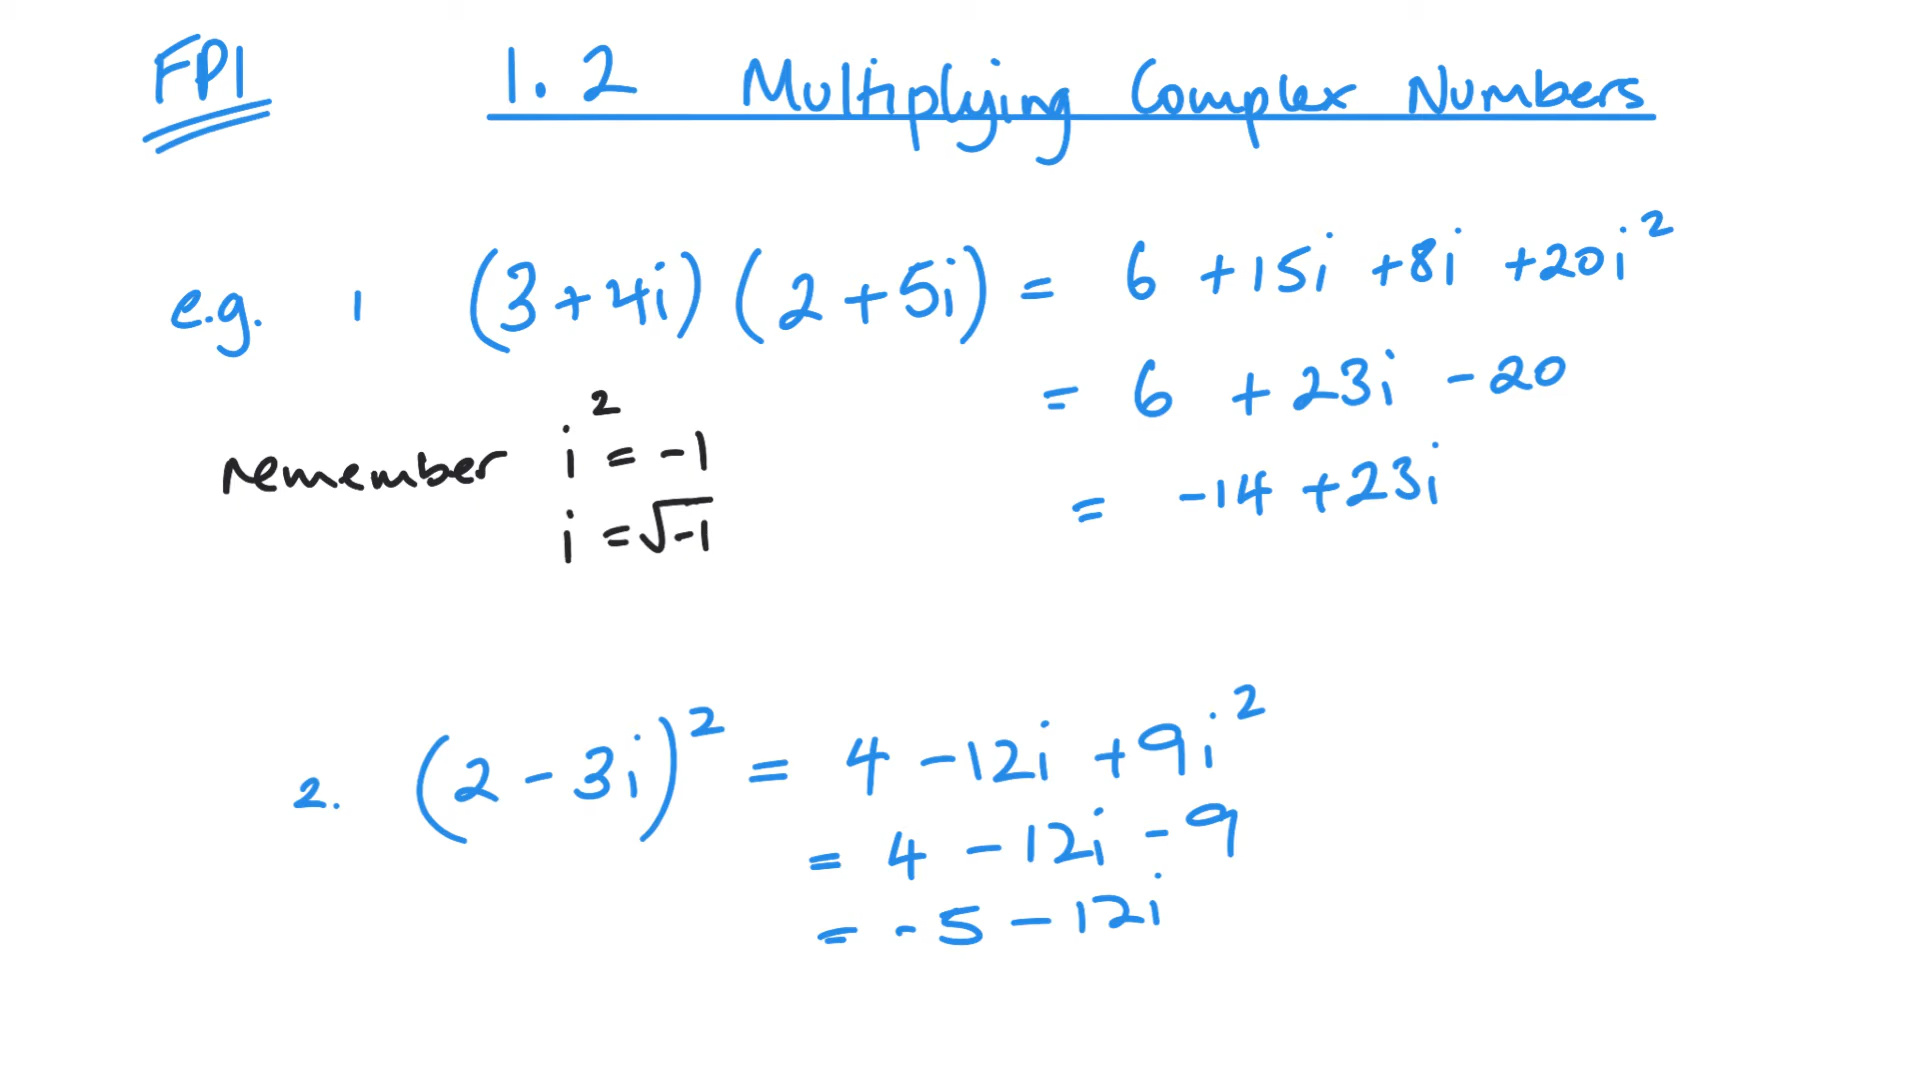 FP1 1.2 Multiplying Complex Numbers
e.g. 1 (3+4i)(2+5i) = 6 +15i +8i +20i²
= 6 +23i -20
remember i² = -1
= -14 +23i
i = √-1
2. (2-3i)² = 4 -12i +9i²
= 4 -12i -9
= -5 -12i